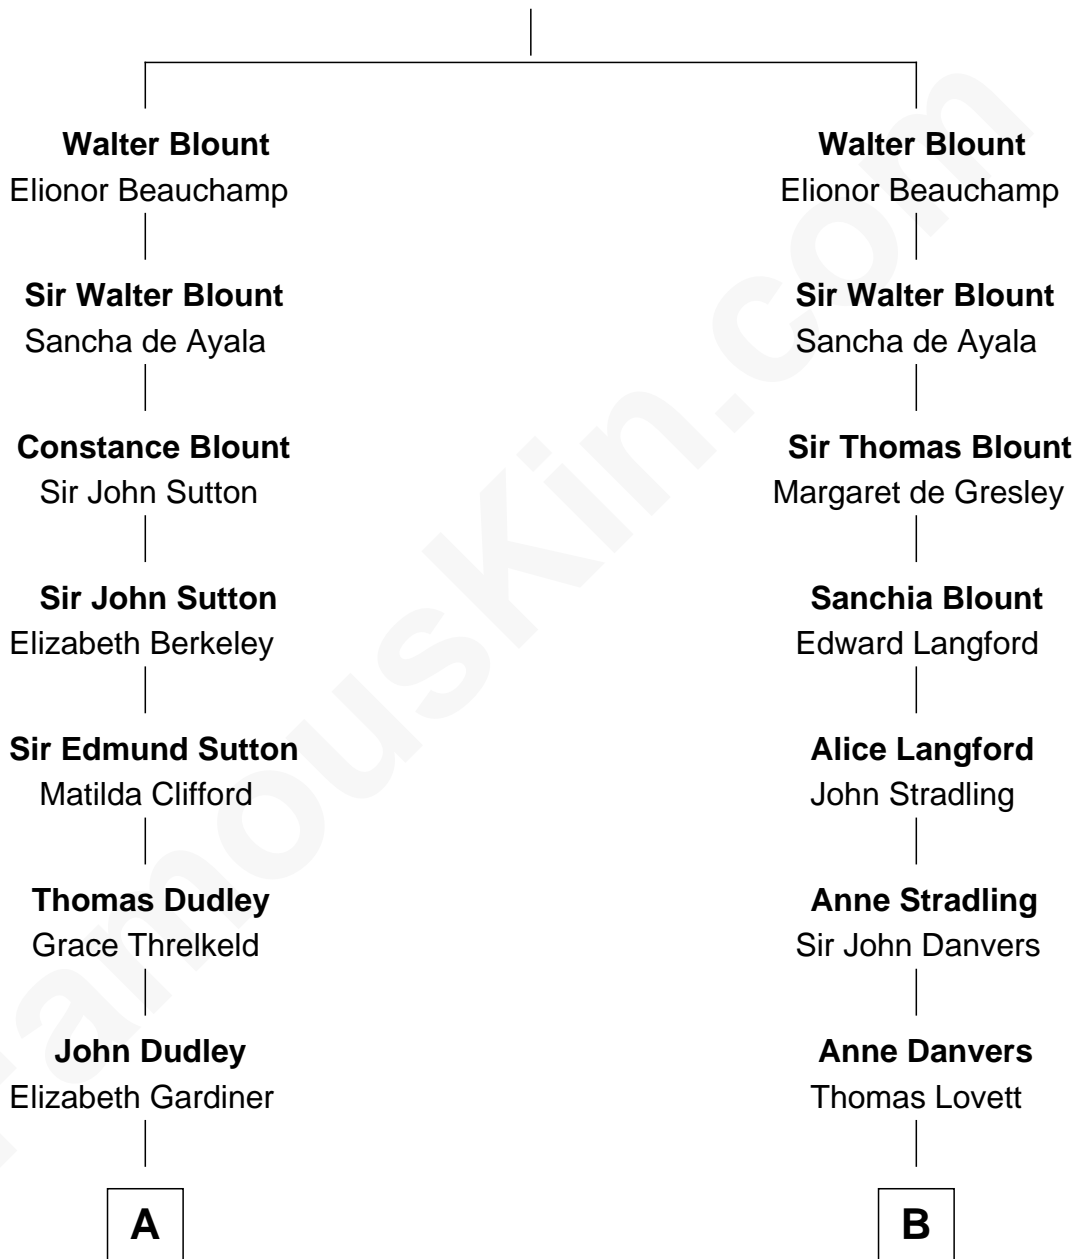 Walter Blount
Elionor Beauchamp
Sir Walter Blount
Sancha de Ayala
Constance Blount
Sir John Sutton
Sir John Sutton
Elizabeth Berkeley
Sir Edmund Sutton
Matilda Clifford
Thomas Dudley
Grace Threlkeld
John Dudley
Elizabeth Gardiner
A
Walter Blount
Elionor Beauchamp
Sir Walter Blount
Sancha de Ayala
Sir Thomas Blount
Margaret de Gresley
Sanchia Blount
Edward Langford
Alice Langford
John Stradling
Anne Stradling
Sir John Danvers
Anne Danvers
Thomas Lovett
B
FamousKin.com